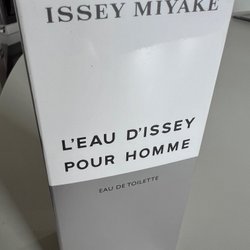 ISSEY MIYAKE
L'EAU D'ISSEY
POUR HOMME
EAU DE TOILETTE